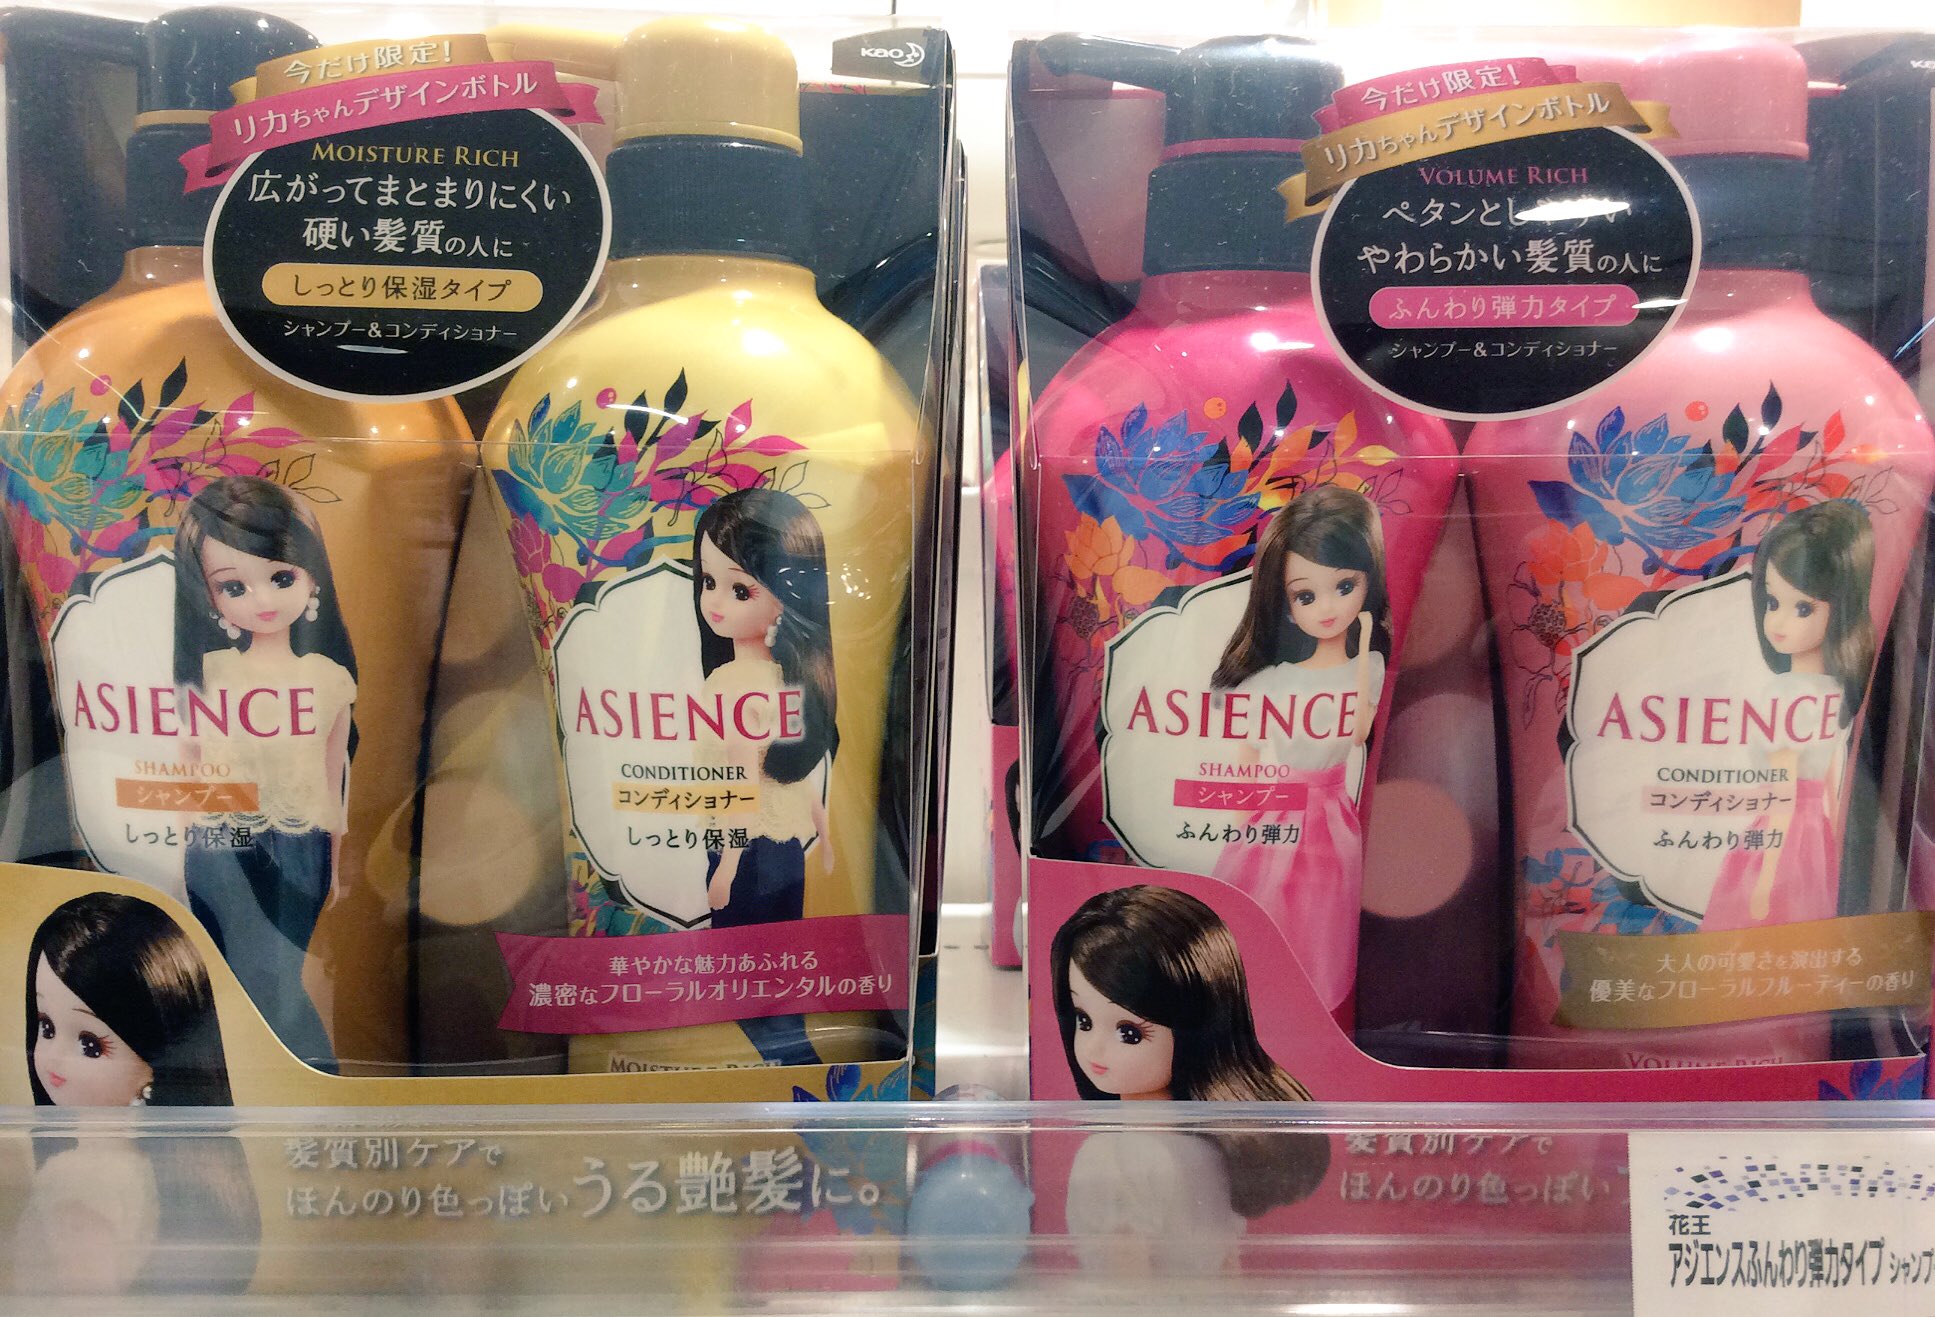 今だけ限定!
リカちゃんデザインボトル
MOISTURE RICH
広がってまとまりにくい
硬い髪質の人に
しっとり保湿タイプ
シャンプー&コンディショナー
Kao
ASIENCE
SHAMPOO
シャンプー
しっとり保湿
ASIENCE
CONDITIONER
コンディショナー
しっとり保湿
華やかな魅力あふれる
濃密なフローラルオリエンタルの香り
MOISTURE RICH
髪質別ケアで
ほんのり色っぽいうる艶髪に。
今だけ限定!
リカちゃんデザインボトル
VOLUME RICH
ペタンとし
やわらかい髪質の人に
ふんわり弾力タイプ
シャンプー&コンディショナー
ASIENCE
SHAMPOO
シャンプー
ふんわり弾力
ASIENCE
CONDITIONER
コンディショナー
ふんわり弾力
大人の可愛さを演出する
優美なフローラルフルーティーの香り
VOLUME RICH
髪質別ケアで
ほんのり色っぽい
花王
アジエンスふんわり弾力タイプ シャンプ